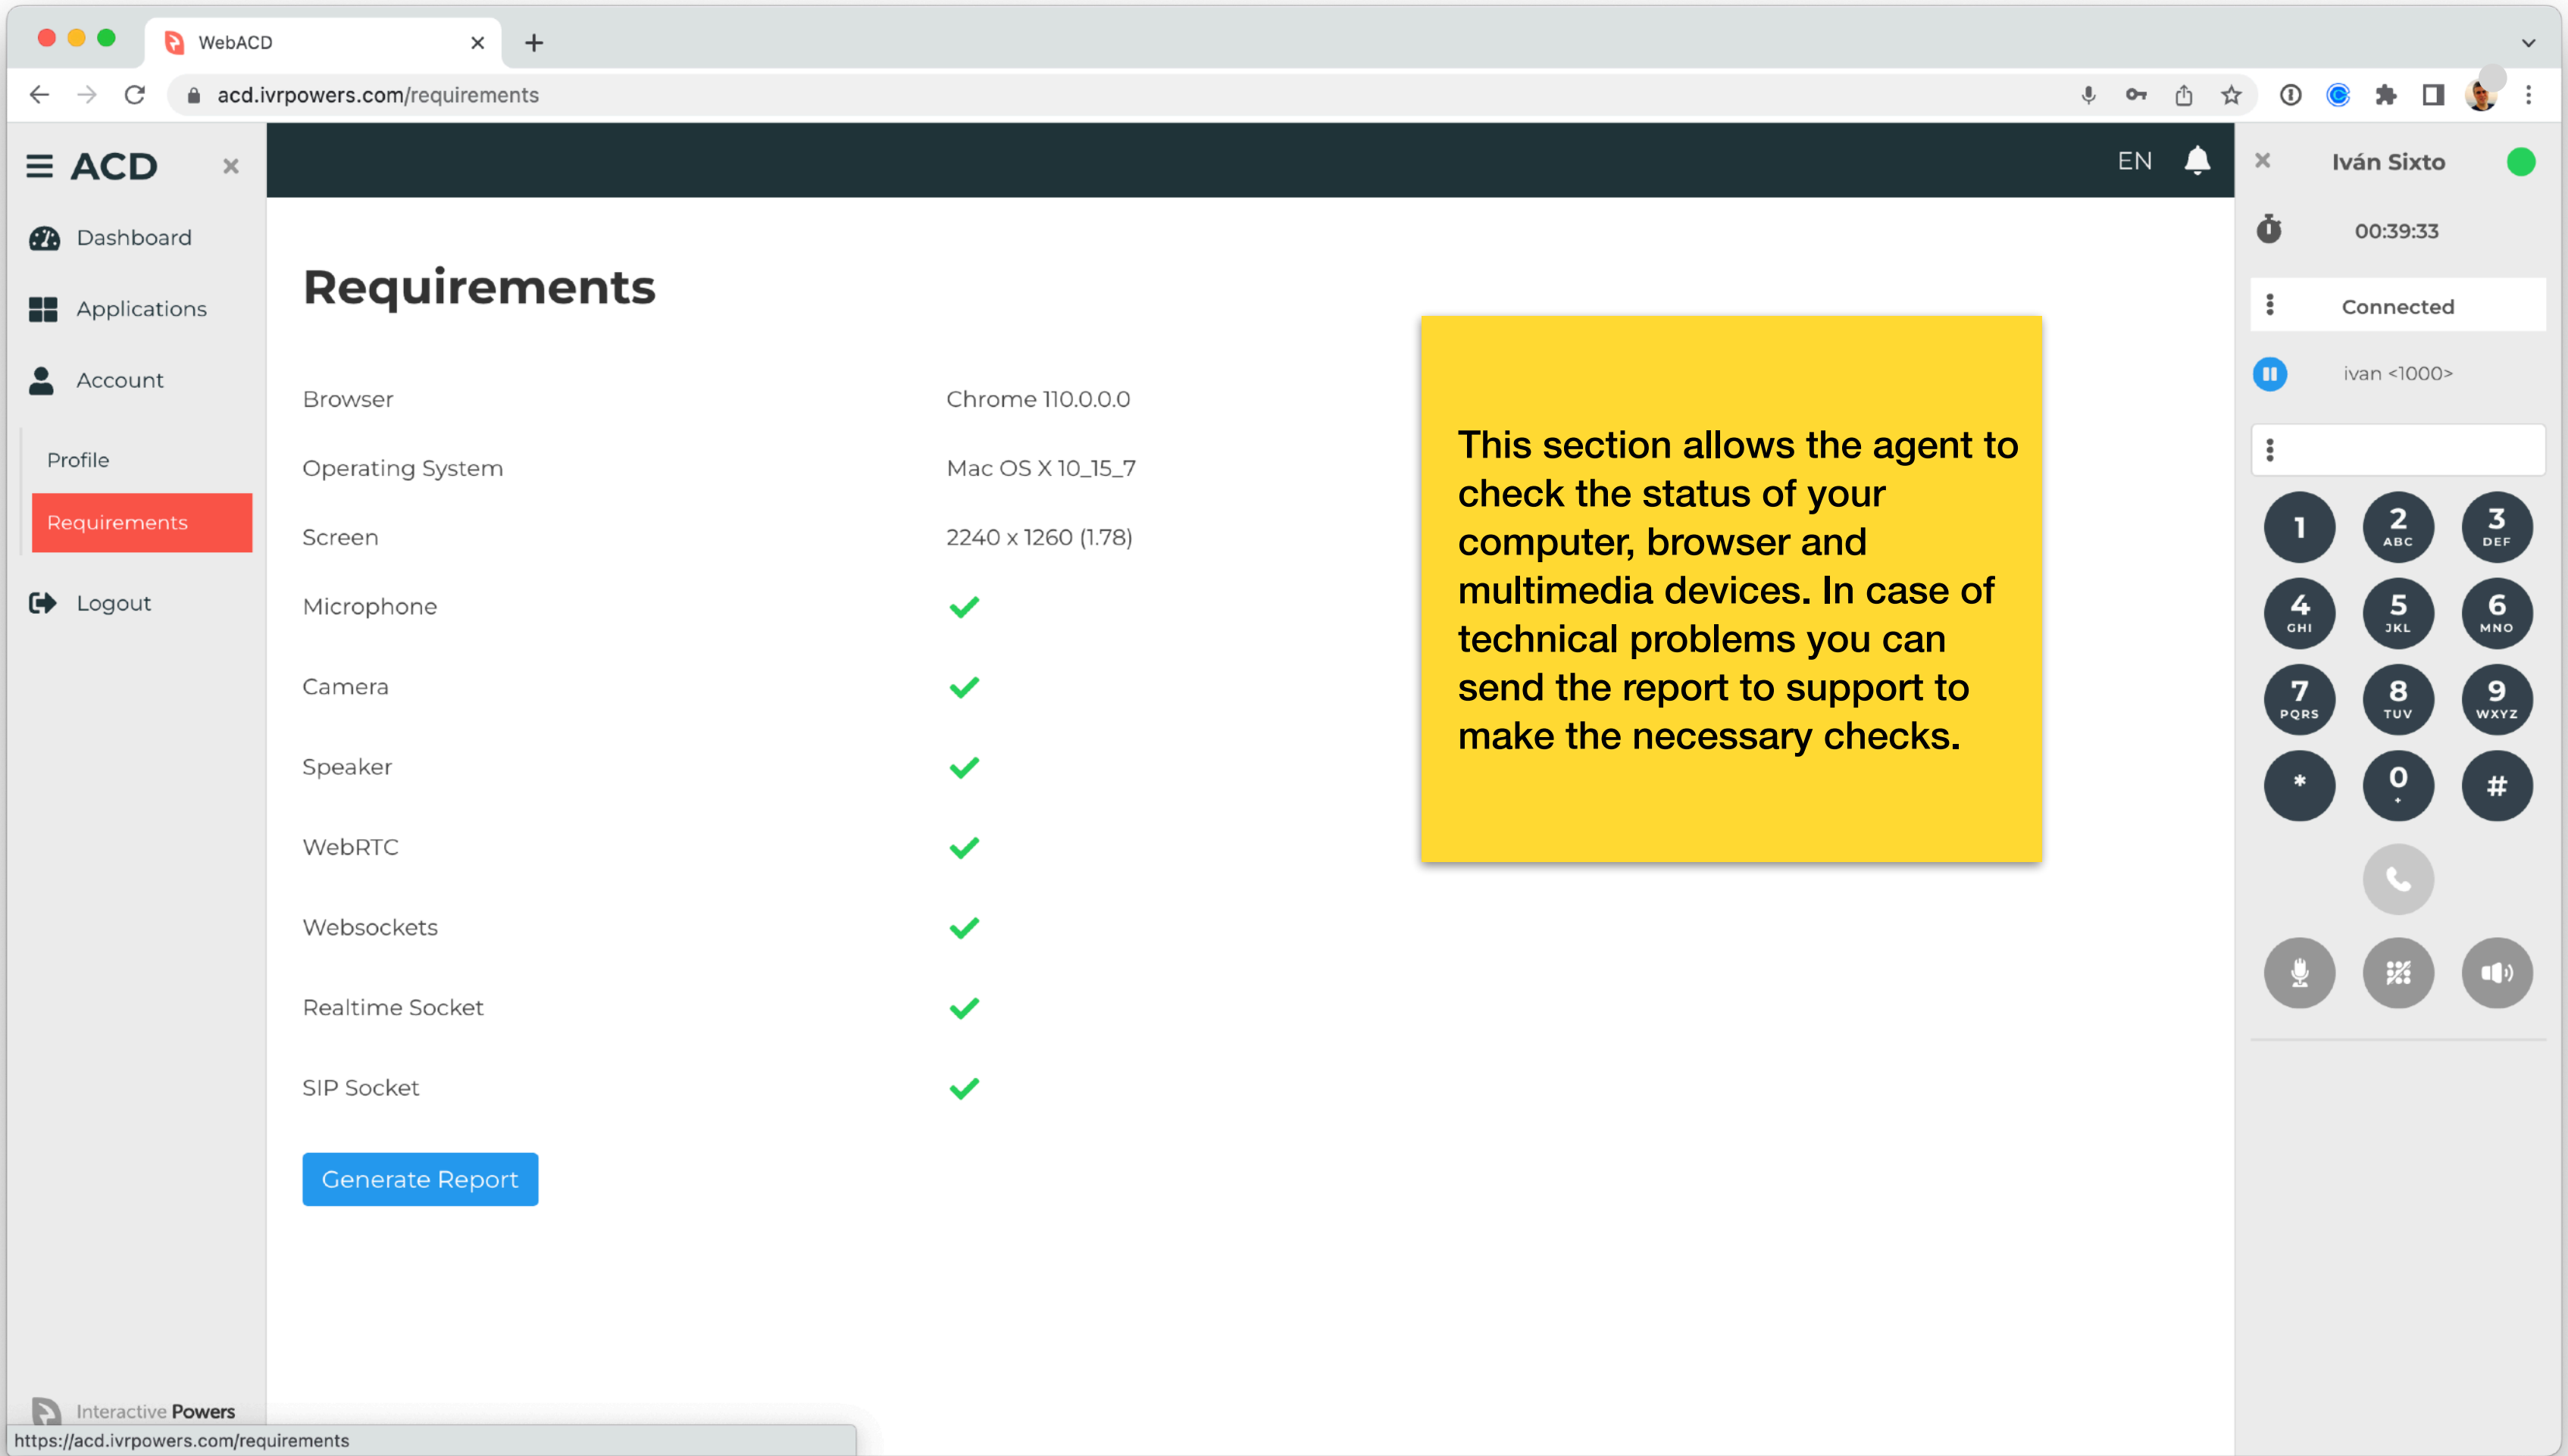 WebACD
acd.ivrpowers.com/requirements
ACD
EN
Iván Sixto
Dashboard
00:39:33
Requirements
Applications
Connected
Account
ivan <1000>
Browser Chrome 110.0.0.0
Profile
Operating System Mac OS X 10_15_7
Requirements
Screen 2240 x 1260 (1.78)
Logout
Microphone
Camera
Speaker
WebRTC
Websockets
Realtime Socket
SIP Socket
Generate Report
This section allows the agent to
check the status of your
computer, browser and
multimedia devices. In case of
technical problems you can
send the report to support to
make the necessary checks.
1 2 3
ABC DEF
4 5 6
GHI JKL MNO
7 8 9
PQRS TUV WXYZ
* 0 #
+
Interactive Powers
https://acd.ivrpowers.com/requirements